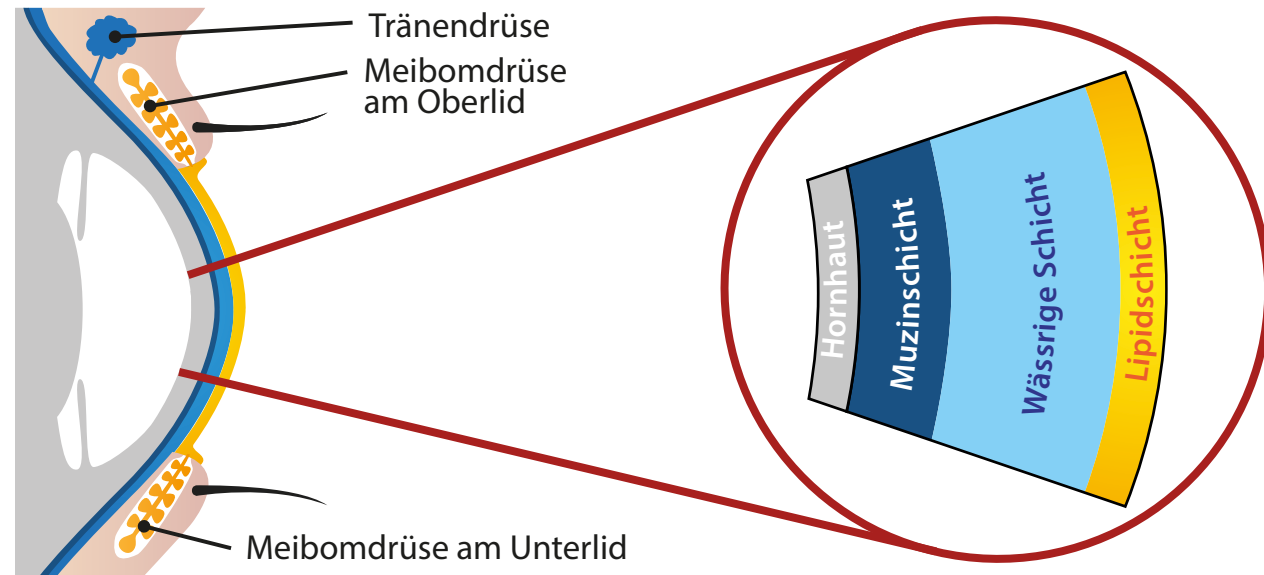 Tränendrüse
Meibomdrüse
am Oberlid
Hornhaut
Muzinschicht
Wässrige Schicht
Lipidschicht
Meibomdrüse am Unterlid